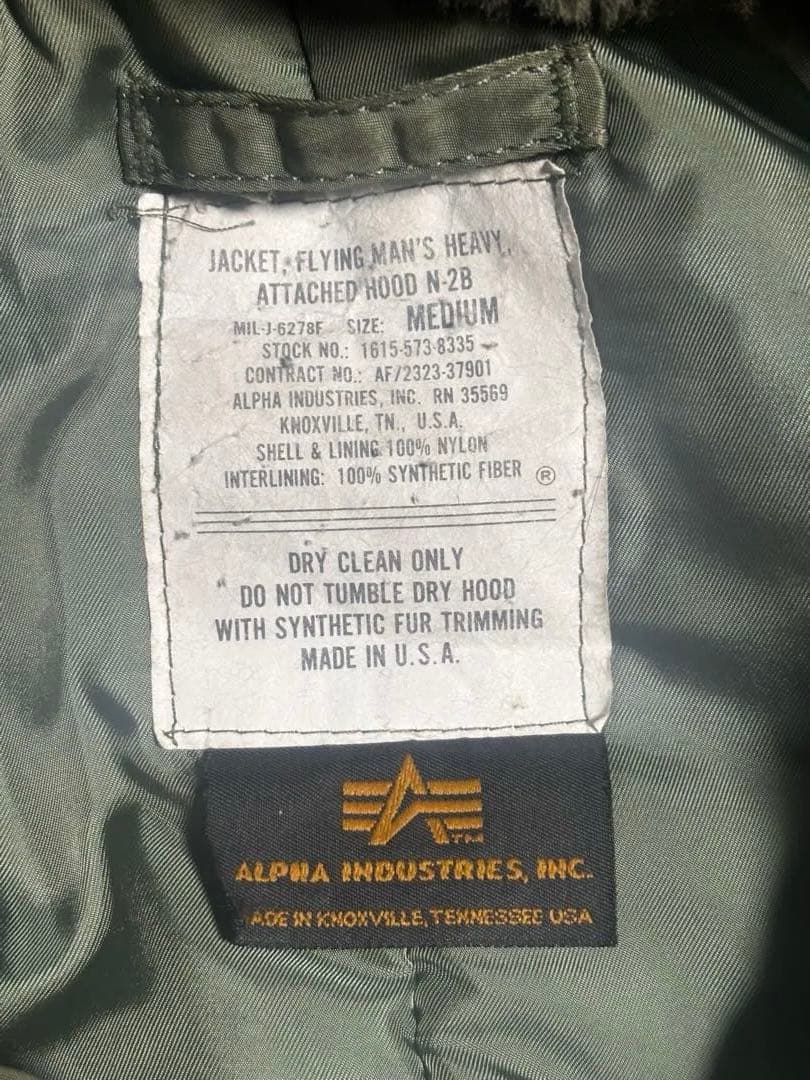 JACKET, FLYING MAN'S HEAVY,
ATTACHED HOOD N-2B
MIL-J-6278F SIZE: MEDIUM
STOCK NO.: 1615-573-8335
CONTRACT NO.: AF/2323-37901
ALPHA INDUSTRIES, INC. RN 35569
KNOXVILLE, TN., U.S.A.
SHELL & LINING 100% NYLON
INTERLINING: 100% SYNTHETIC FIBER ®
DRY CLEAN ONLY
DO NOT TUMBLE DRY HOOD
WITH SYNTHETIC FUR TRIMMING
MADE IN U.S.A.
TM
ALPHA INDUSTRIES, INC.
MADE IN KNOXVILLE, TENNESSEE USA